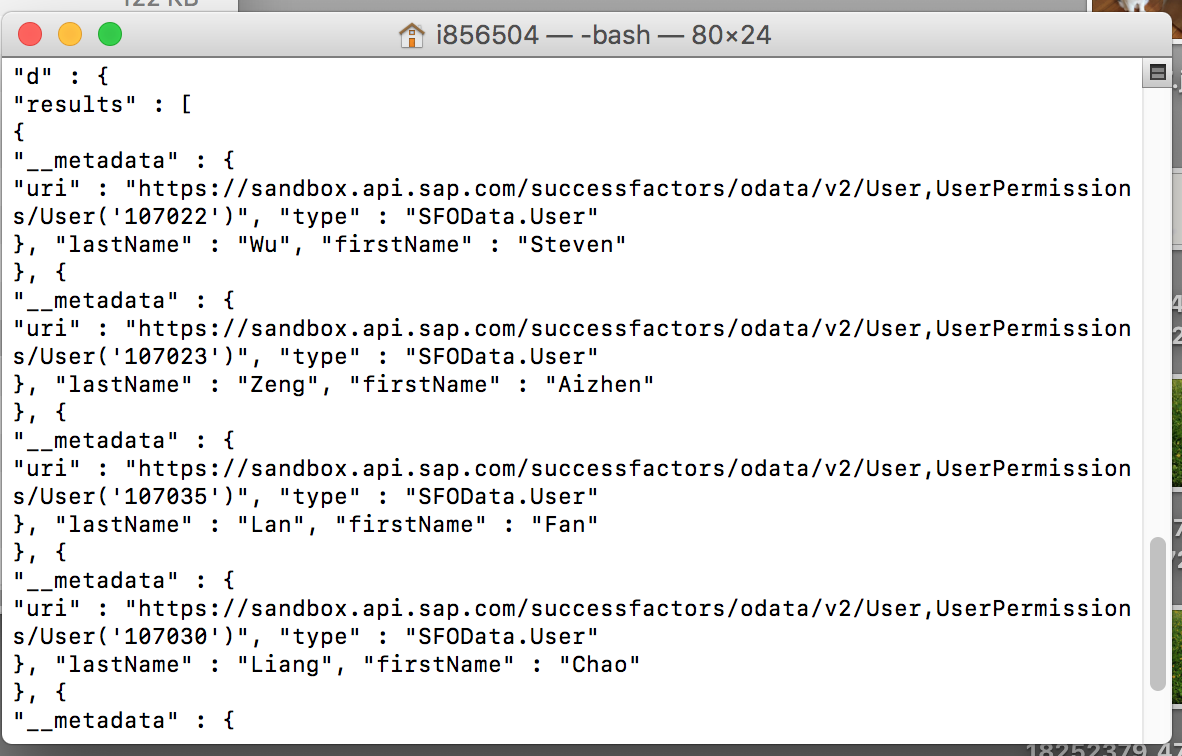 122 KB
i856504 — -bash — 80×24
"d" : {
"results" : [
{
"__metadata" : {
"uri" : "https://sandbox.api.sap.com/successfactors/odata/v2/User,UserPermission
s/User('107022')", "type" : "SFOData.User"
}, "lastName" : "Wu", "firstName" : "Steven"
}, {
"__metadata" : {
"uri" : "https://sandbox.api.sap.com/successfactors/odata/v2/User,UserPermission
s/User('107023')", "type" : "SFOData.User"
}, "lastName" : "Zeng", "firstName" : "Aizhen"
}, {
"__metadata" : {
"uri" : "https://sandbox.api.sap.com/successfactors/odata/v2/User,UserPermission
s/User('107035')", "type" : "SFOData.User"
}, "lastName" : "Lan", "firstName" : "Fan"
}, {
"__metadata" : {
"uri" : "https://sandbox.api.sap.com/successfactors/odata/v2/User,UserPermission
s/User('107030')", "type" : "SFOData.User"
}, "lastName" : "Liang", "firstName" : "Chao"
}, {
"__metadata" : {